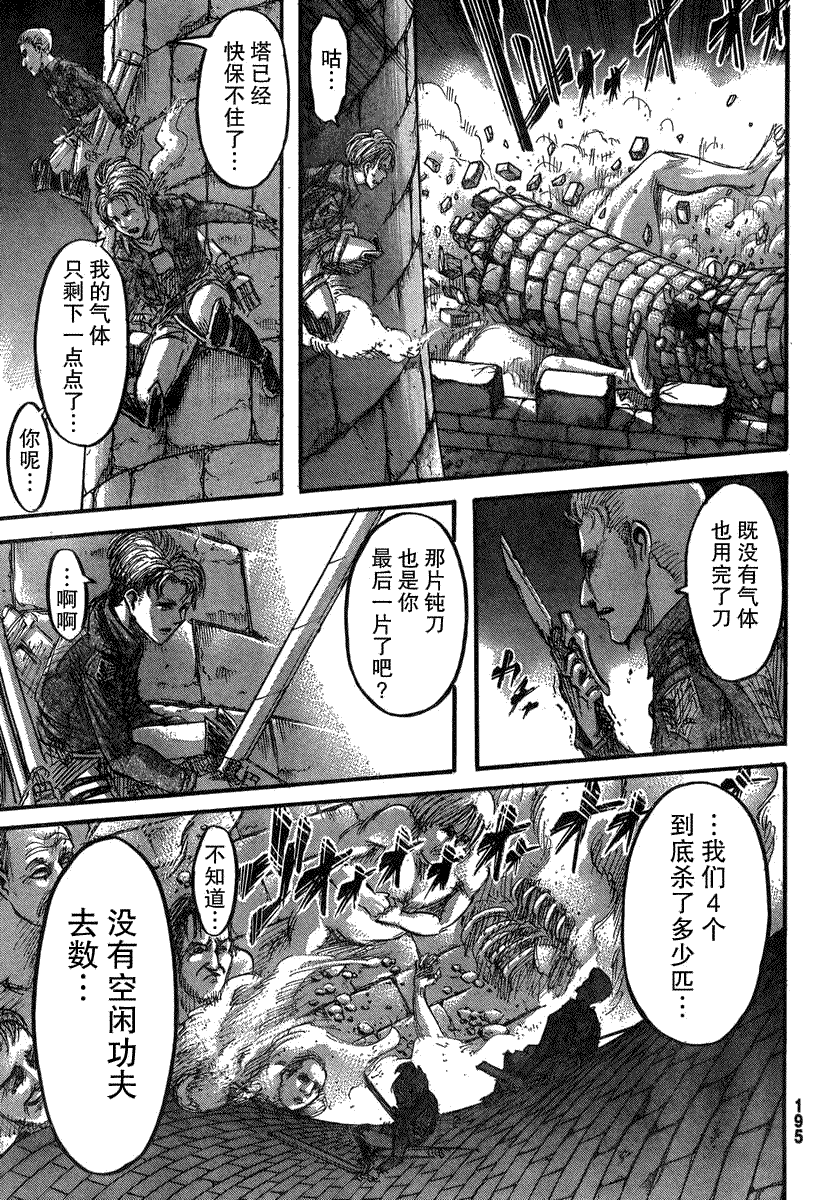 咕…
塔已经
快保不住了…
我的气体
只剩下一点点了…
你呢…
既没有气体
也用完了刀
那片钝刀
也是你
最后一片了吧？
…啊啊
…我们4个
到底杀了多少匹…
不知道…
没有空闲功夫
去数…
195